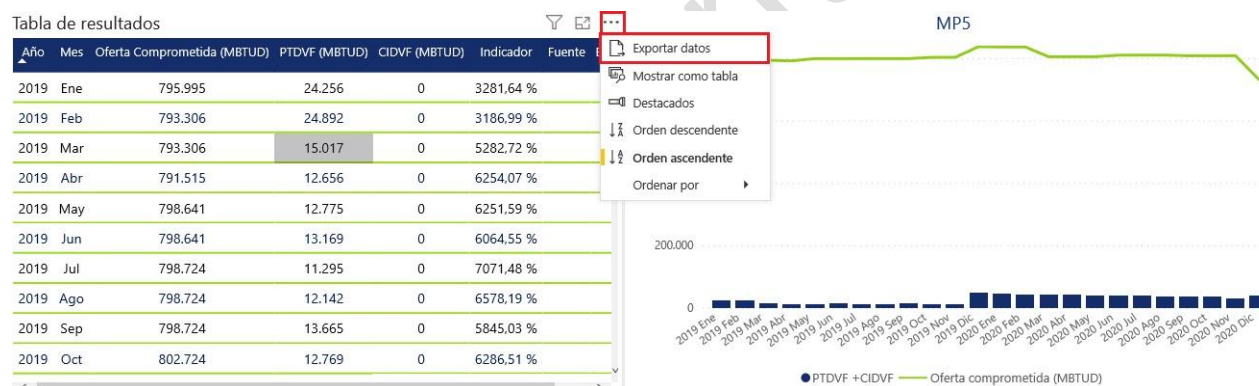 Tabla de resultados
Año Mes Oferta Comprometida (MBTUD) PTDVF (MBTUD) CIDVF (MBTUD) Indicador Fuente
2019 Ene 795.995 24.256 0 3281,64 %
2019 Feb 793.306 24.892 0 3186,99 %
2019 Mar 793.306 15.017 0 5282,72 %
2019 Abr 791.515 12.656 0 6254,07 %
2019 May 798.641 12.775 0 6251,59 %
2019 Jun 798.641 13.169 0 6064,55 %
2019 Jul 798.724 11.295 0 7071,48 %
2019 Ago 798.724 12.142 0 6578,19 %
2019 Sep 798.724 13.665 0 5845,03 %
2019 Oct 802.724 12.769 0 6286,51 %
Exportar datos
Mostrar como tabla
Destacados
Orden descendente
Orden ascendente
Ordenar por
MP5
200.000
0
2019 Ene 2019 Feb 2019 Mar 2019 Abr 2019 May 2019 Jun 2019 Jul 2019 Ago 2019 Sep 2019 Oct 2019 Nov 2019 Dic 2020 Ene 2020 Feb 2020 Mar 2020 Abr 2020 May 2020 Jun 2020 Jul 2020 Ago 2020 Sep 2020 Oct 2020 Nov 2020 Dic
PTDVF +CIDVF Oferta comprometida (MBTUD)